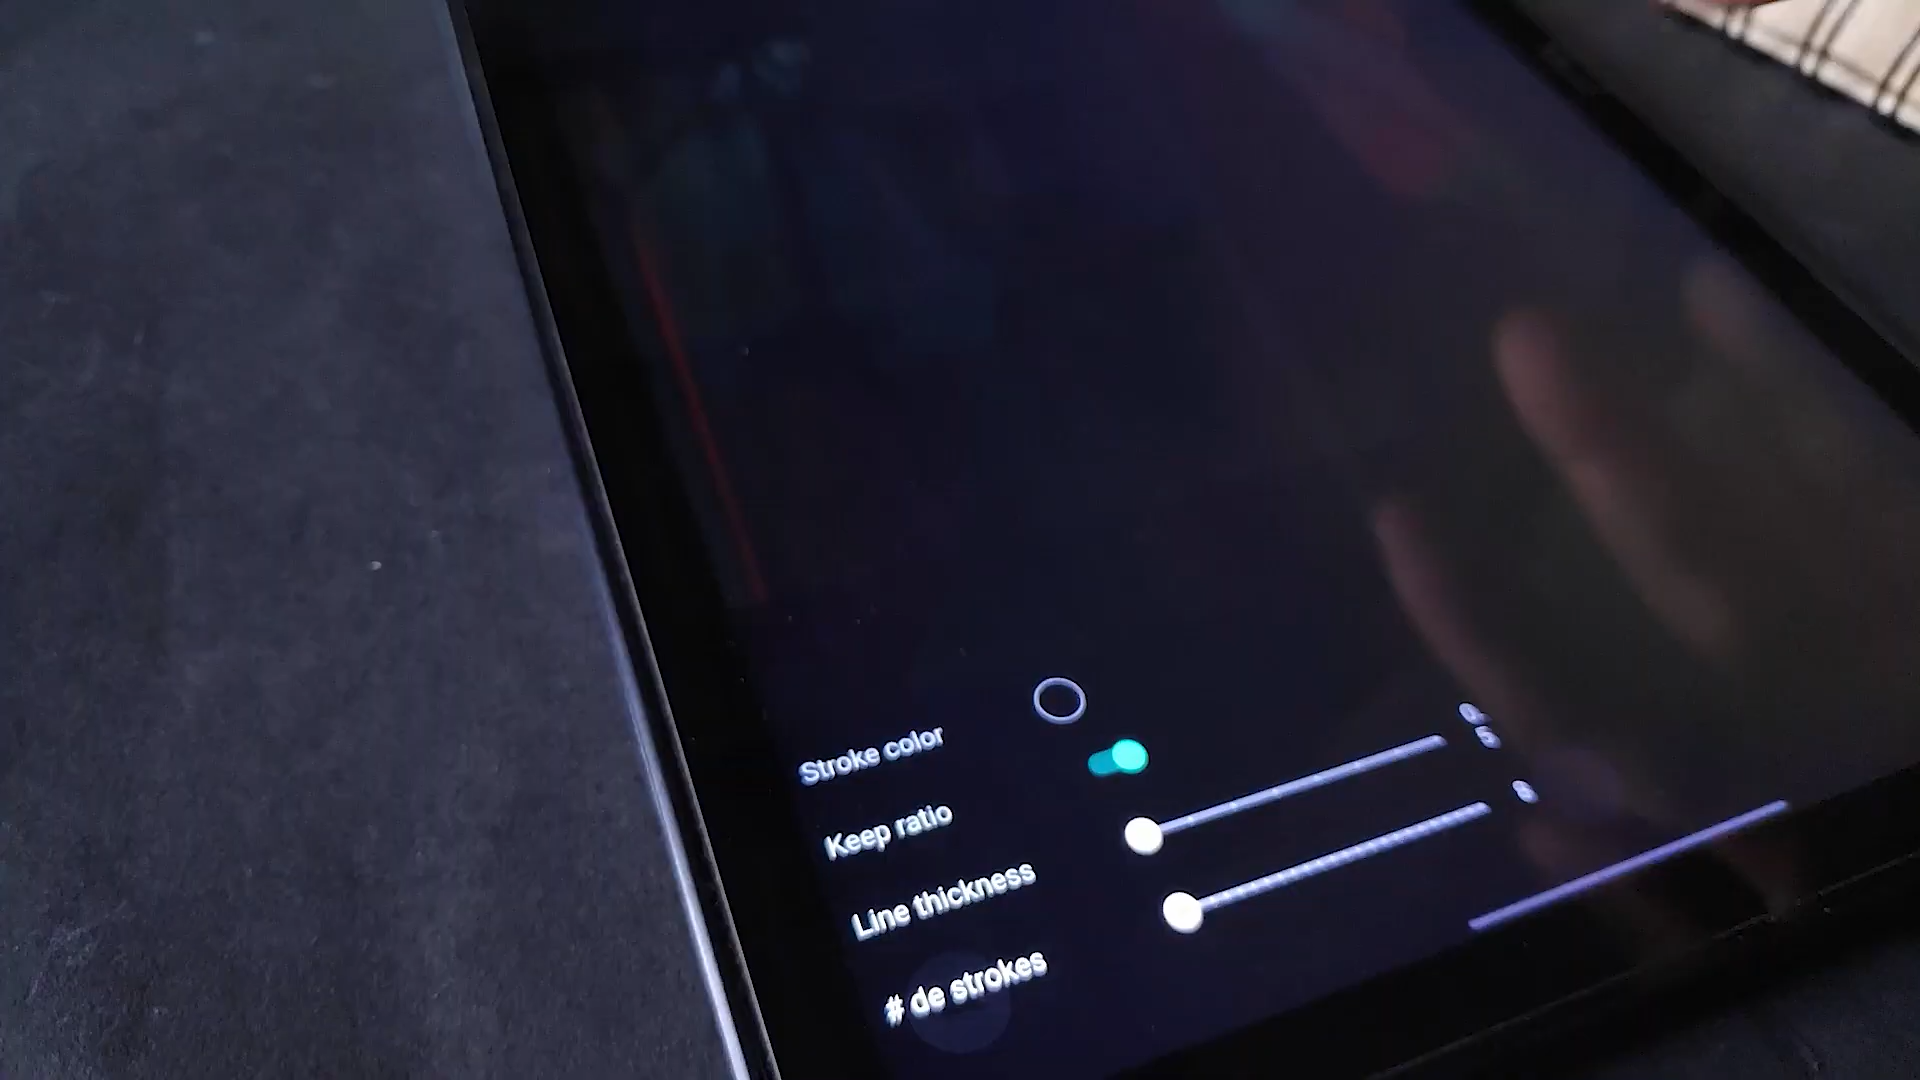 Stroke color
Keep ratio
Line thickness
# de strokes